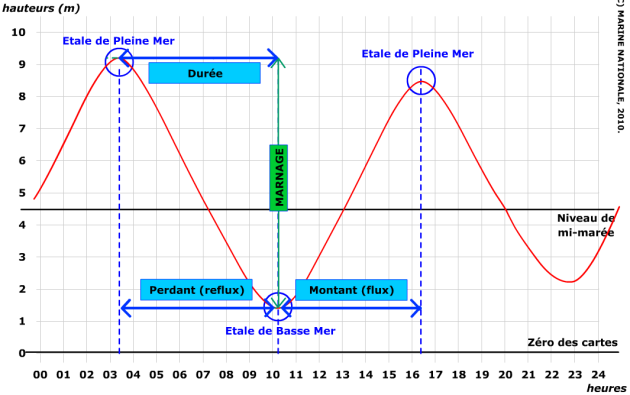 hauteurs (m)
10
Etale de Pleine Mer
Etale de Pleine Mer
9
Durée
8
7
6
MARNAGE
5
4
Niveau de
mi-marée
3
2
Perdant (reflux)
Montant (flux)
1
Etale de Basse Mer
Zéro des cartes
0
00 01 02 03 04 05 06 07 08 09 10 11 12 13 14 15 16 17 18 19 20 21 22 23 24
heures
C) MARINE NATIONALE, 2010.